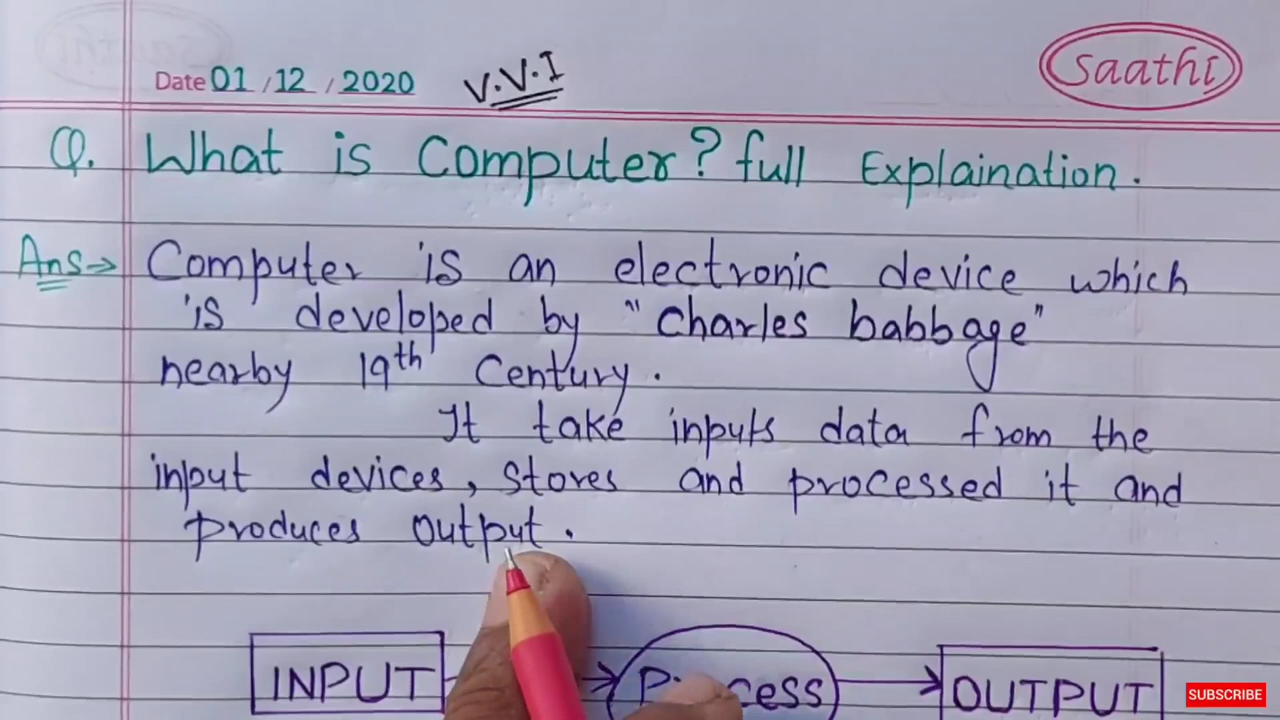 Saathi
Date 01 / 12 / 2020 V.V.I
Q. What is Computer? full Explaination.
Ans→ Computer is an electronic device which
is developed by "Charles babbage"
nearby 19th Century.
It take inputs data from the
input devices, stores and processed it and
produces output.
INPUT → Process → OUTPUT
SUBSCRIBE